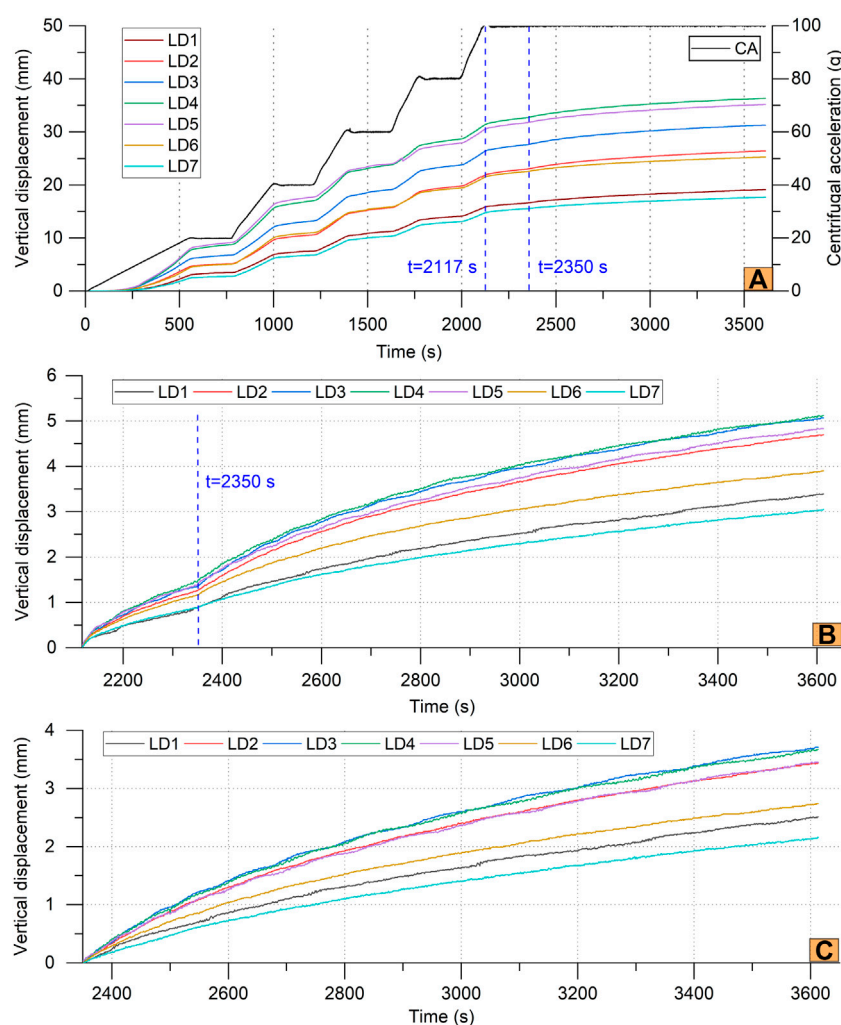 50
40
30
20
10
0
Vertical displacement (mm)
LD1
LD2
LD3
LD4
LD5
LD6
LD7
CA
100
80
60
40
20
0
Centrifugal acceleration (g)
t=2117 s
t=2350 s
A
0 500 1000 1500 2000 2500 3000 3500
Time (s)
6
5
4
3
2
1
0
Vertical displacement (mm)
LD1 LD2 LD3 LD4 LD5 LD6 LD7
t=2350 s
B
2200 2400 2600 2800 3000 3200 3400 3600
Time (s)
4
3
2
1
0
Vertical displacement (mm)
LD1 LD2 LD3 LD4 LD5 LD6 LD7
C
2400 2600 2800 3000 3200 3400 3600
Time (s)